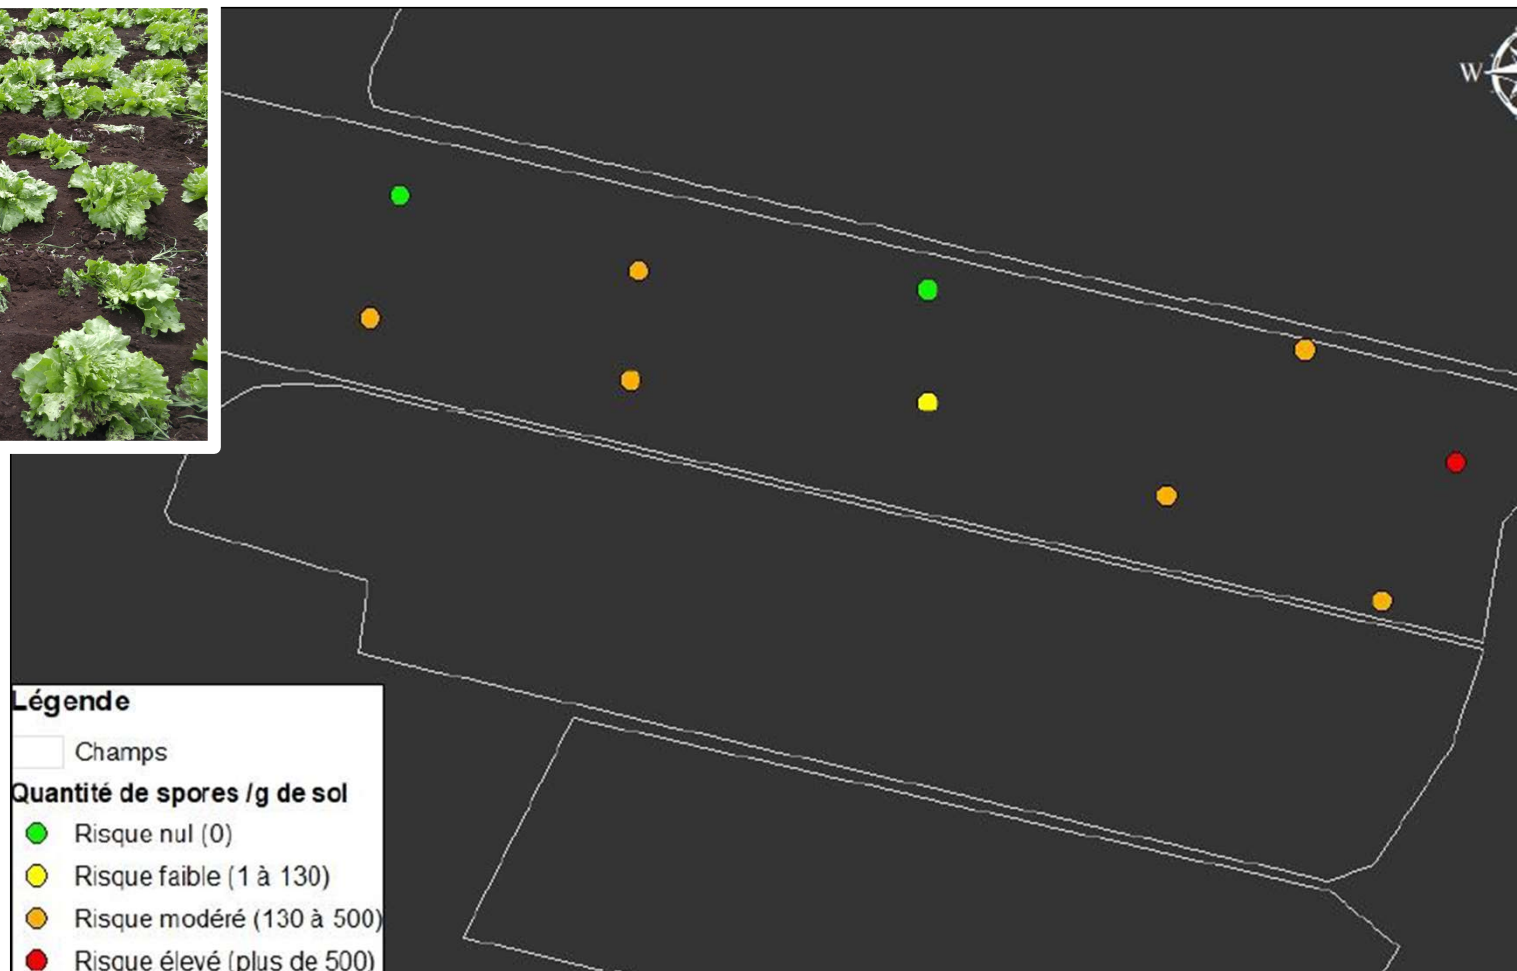 W
Légende
Champs
Quantité de spores /g de sol
Risque nul (0)
Risque faible (1 à 130)
Risque modéré (130 à 500)
Risque élevé (plus de 500)